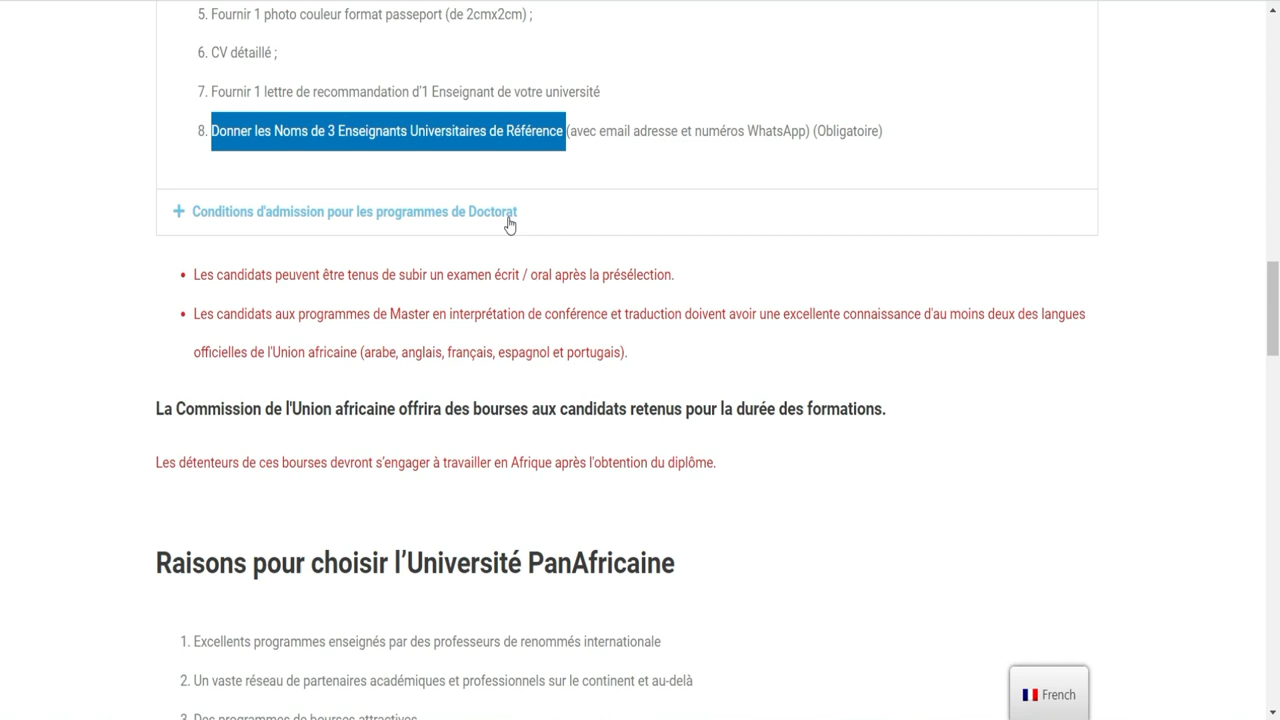 5. Fournir 1 photo couleur format passeport (de 2cmx2cm) ;
6. CV détaillé ;
7. Fournir 1 lettre de recommandation d'1 Enseignant de votre université
8. Donner les Noms de 3 Enseignants Universitaires de Référence (avec email adresse et numéros WhatsApp) (Obligatoire)
+ Conditions d'admission pour les programmes de Doctorat
• Les candidats peuvent être tenus de subir un examen écrit / oral après la présélection.
• Les candidats aux programmes de Master en interprétation de conférence et traduction doivent avoir une excellente connaissance d'au moins deux des langues
officielles de l'Union africaine (arabe, anglais, français, espagnol et portugais).
La Commission de l'Union africaine offrira des bourses aux candidats retenus pour la durée des formations.
Les détenteurs de ces bourses devront s'engager à travailler en Afrique après l'obtention du diplôme.
Raisons pour choisir l’Université PanAfricaine
1. Excellents programmes enseignés par des professeurs de renommés internationale
2. Un vaste réseau de partenaires académiques et professionnels sur le continent et au-delà
3. Des programmes de bourses attractives
French